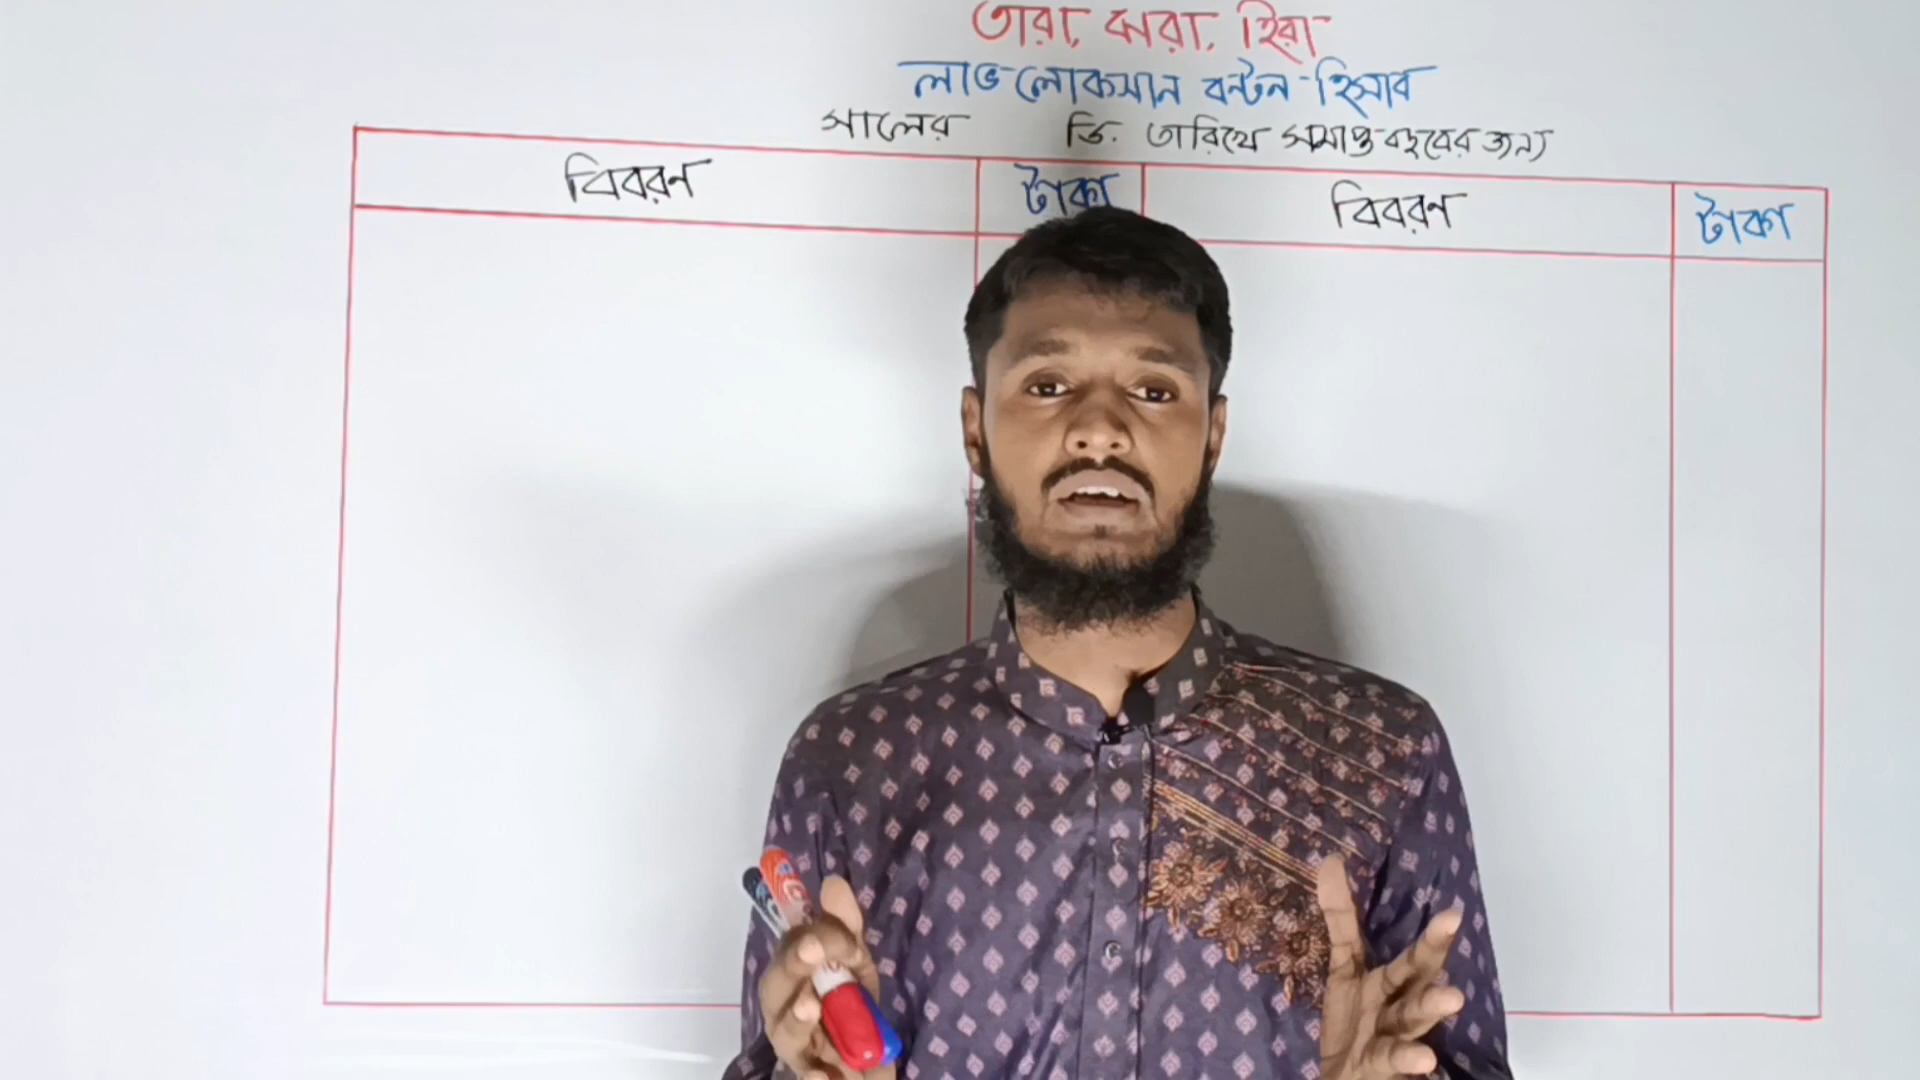 তারা, ঝরা, হিরা
লাভ-লোকসান বন্টন-হিসাব
সালের খ্রি. তারিখে সমাপ্ত বছরের জন্য
বিবরণ টাকা বিবরণ টাকা